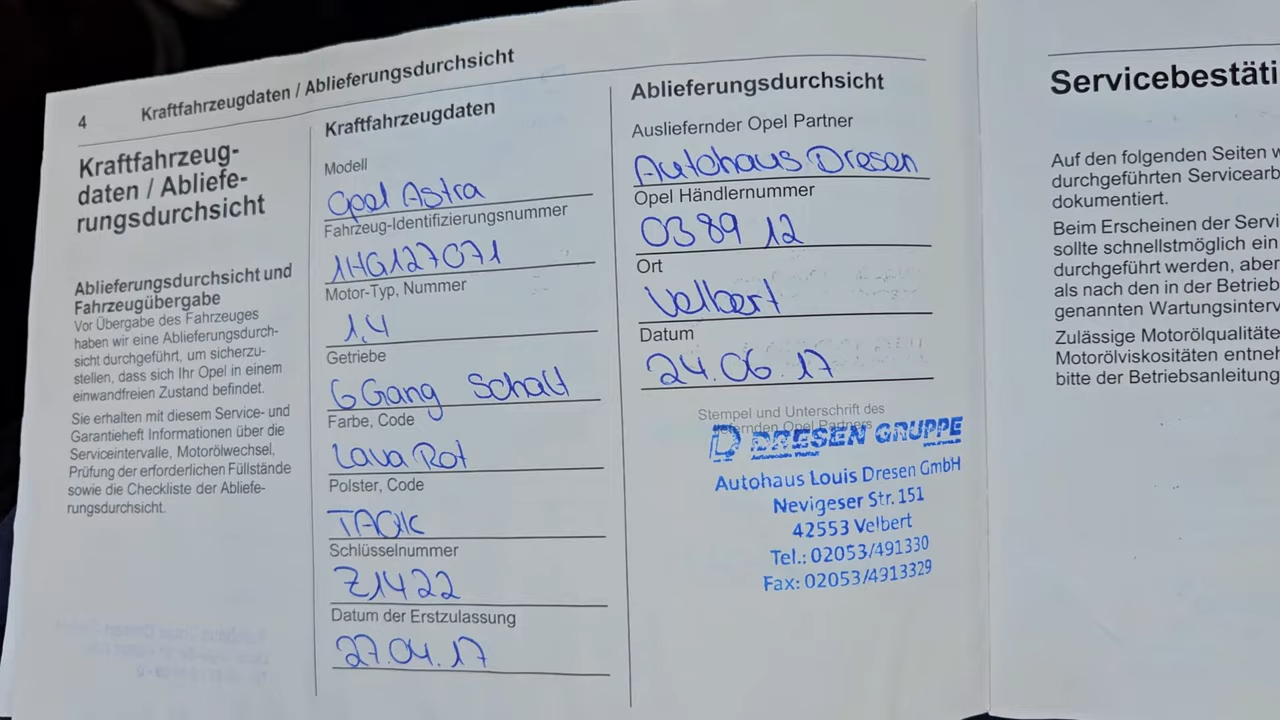 4 Kraftfahrzeugdaten / Ablieferungsdurchsicht
Kraftfahrzeug-
daten / Abliefe-
rungsdurchsicht
Ablieferungsdurchsicht und
Fahrzeugübergabe
Vor Übergabe des Fahrzeuges
haben wir eine Ablieferungsdurch-
sicht durchgeführt, um sicherzu-
stellen, dass sich Ihr Opel in einem
einwandfreien Zustand befindet.
Sie erhalten mit diesem Service- und
Garantieheft Informationen über die
Serviceintervalle, Motorölwechsel,
Prüfung der erforderlichen Füllstände
sowie die Checkliste der Abliefe-
rungsdurchsicht.
Kraftfahrzeugdaten
Modell
Opel Astra
Fahrzeug-Identifizierungsnummer
1HG127071
Motor-Typ, Nummer
1,4
Getriebe
6 Gang Schalt
Farbe, Code
Lava Rot
Polster, Code
Schlüsselnummer
Z1422
Datum der Erstzulassung
27.04.17
Ablieferungsdurchsicht
Ausliefernder Opel Partner
Autohaus Dresen
Opel Händlernummer
0389 12
Ort
Velbert
Datum
24.06.17
Stempel und Unterschrift des
Opel Partners
DRESEN GRUPPE
Autohaus Louis Dresen GmbH
Nevigeser Str. 151
42553 Velbert
Tel.: 02053/491330
Fax: 02053/4913329
Servicebestäti
Auf den folgenden Seiten w
durchgeführten Servicearb
dokumentiert.
Beim Erscheinen der Servi
sollte schnellstmöglich ein
durchgeführt werden, aber
als nach den in der Betrieb
genannten Wartungsinterv
Zulässige Motorölqualitäte
Motorölviskositäten entneh
bitte der Betriebsanleitung